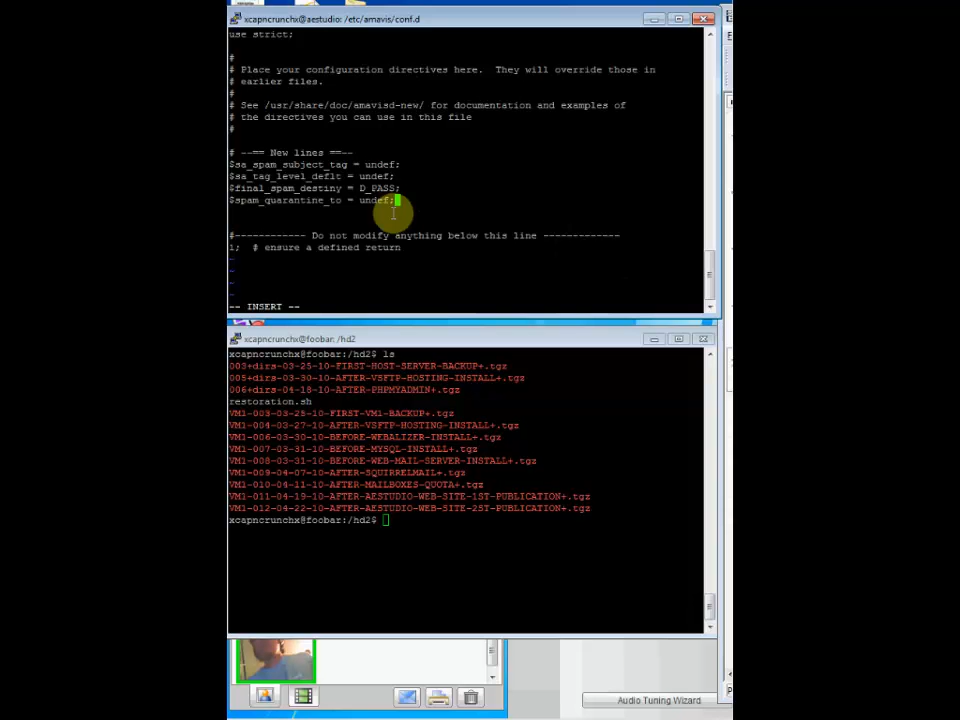 xcapncrunchx@aestudio: /etc/amavis/conf.d
use strict;
#
# Place your configuration directives here.  They will override those in
# earlier files.
#
# See /usr/share/doc/amavisd-new/ for documentation and examples of
# the directives you can use in this file
#
# --== New lines ==--
$sa_spam_subject_tag = undef;
$sa_tag_level_deflt = undef;
$final_spam_destiny = D_PASS;
$spam_quarantine_to = undef;
#------------ Do not modify anything below this line -------------
1;  # ensure a defined return
~
~
~
~
-- INSERT --
xcapncrunchx@foobar: /hd2
xcapncrunchx@foobar:/hd2$ ls
003+dirs-03-25-10-FIRST-HOST-SERVER-BACKUP+.tgz
005+dirs-03-30-10-AFTER-VSFTP-HOSTING-INSTALL+.tgz
006+dirs-04-18-10-AFTER-PHPMYADMIN+.tgz
restoration.sh
VM1-003-03-25-10-FIRST-VM1-BACKUP+.tgz
VM1-004-03-27-10-AFTER-VSFTP-HOSTING-INSTALL+.tgz
VM1-006-03-30-10-BEFORE-WEBALIZER-INSTALL+.tgz
VM1-007-03-31-10-BEFORE-MYSQL-INSTALL+.tgz
VM1-008-03-31-10-BEFORE-WEB-MAIL-SERVER-INSTALL+.tgz
VM1-009-04-07-10-AFTER-SQUIRRELMAIL+.tgz
VM1-010-04-11-10-AFTER-MAILBOXES-QUOTA+.tgz
VM1-011-04-19-10-AFTER-AESTUDIO-WEB-SITE-1ST-PUBLICATION+.tgz
VM1-012-04-22-10-AFTER-AESTUDIO-WEB-SITE-2ST-PUBLICATION+.tgz
xcapncrunchx@foobar:/hd2$
Audio Tuning Wizard